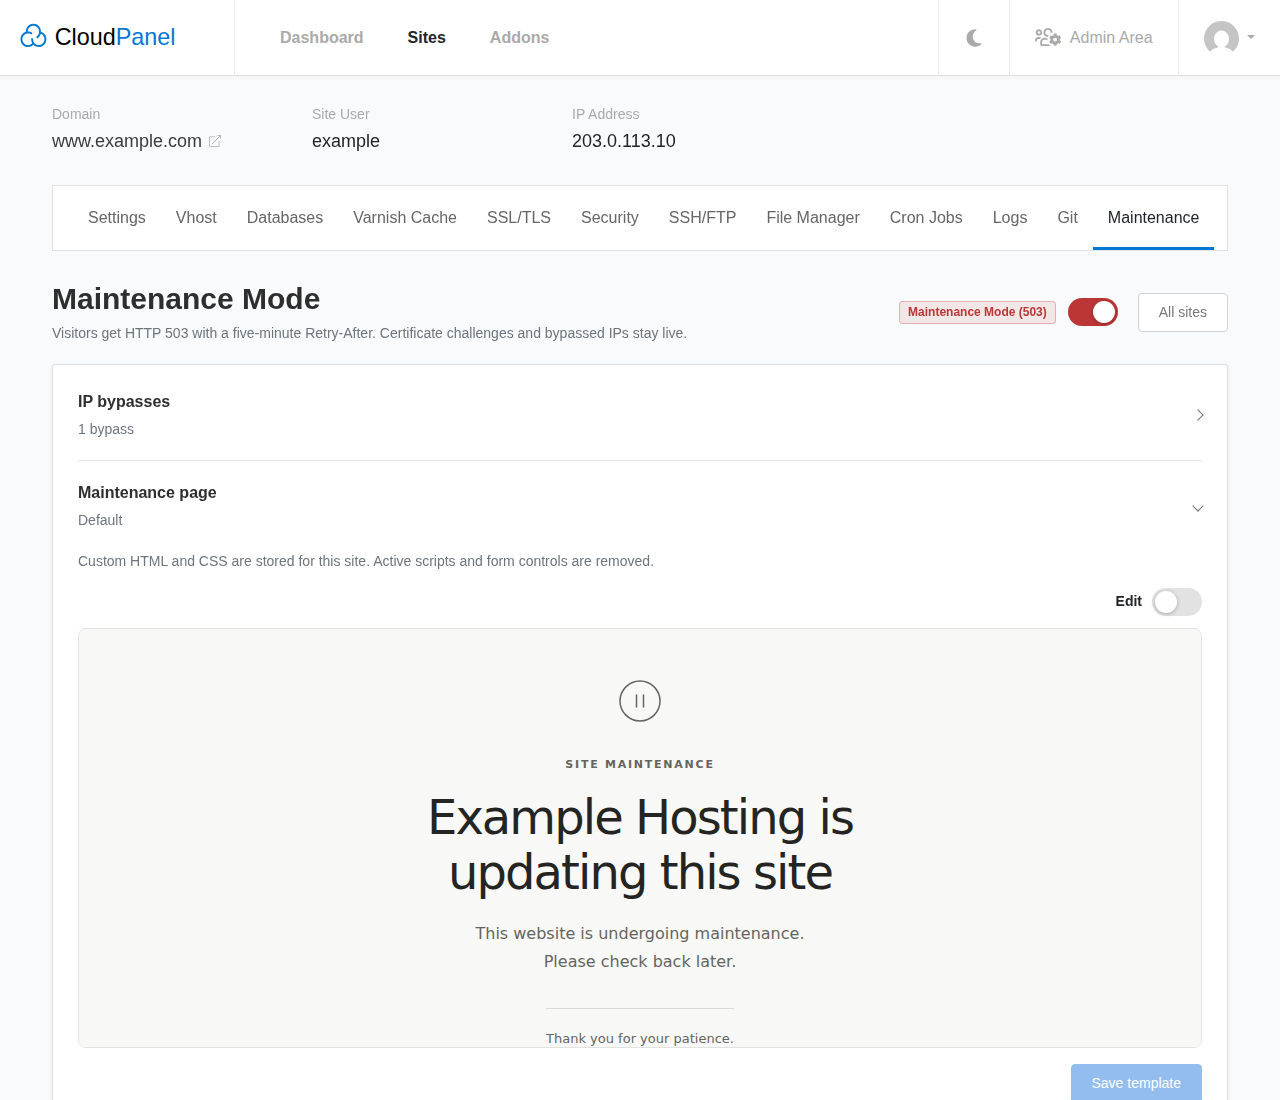 CloudPanel
Dashboard Sites Addons
Admin Area
Domain Site User IP Address
www.example.com example 203.0.113.10
Settings Vhost Databases Varnish Cache SSL/TLS Security SSH/FTP File Manager Cron Jobs Logs Git Maintenance
Maintenance Mode
Maintenance Mode (503) All sites
Visitors get HTTP 503 with a five-minute Retry-After. Certificate challenges and bypassed IPs stay live.
IP bypasses
1 bypass
Maintenance page
Default
Custom HTML and CSS are stored for this site. Active scripts and form controls are removed.
Edit
SITE MAINTENANCE
Example Hosting is
updating this site
This website is undergoing maintenance.
Please check back later.
Thank you for your patience.
Save template